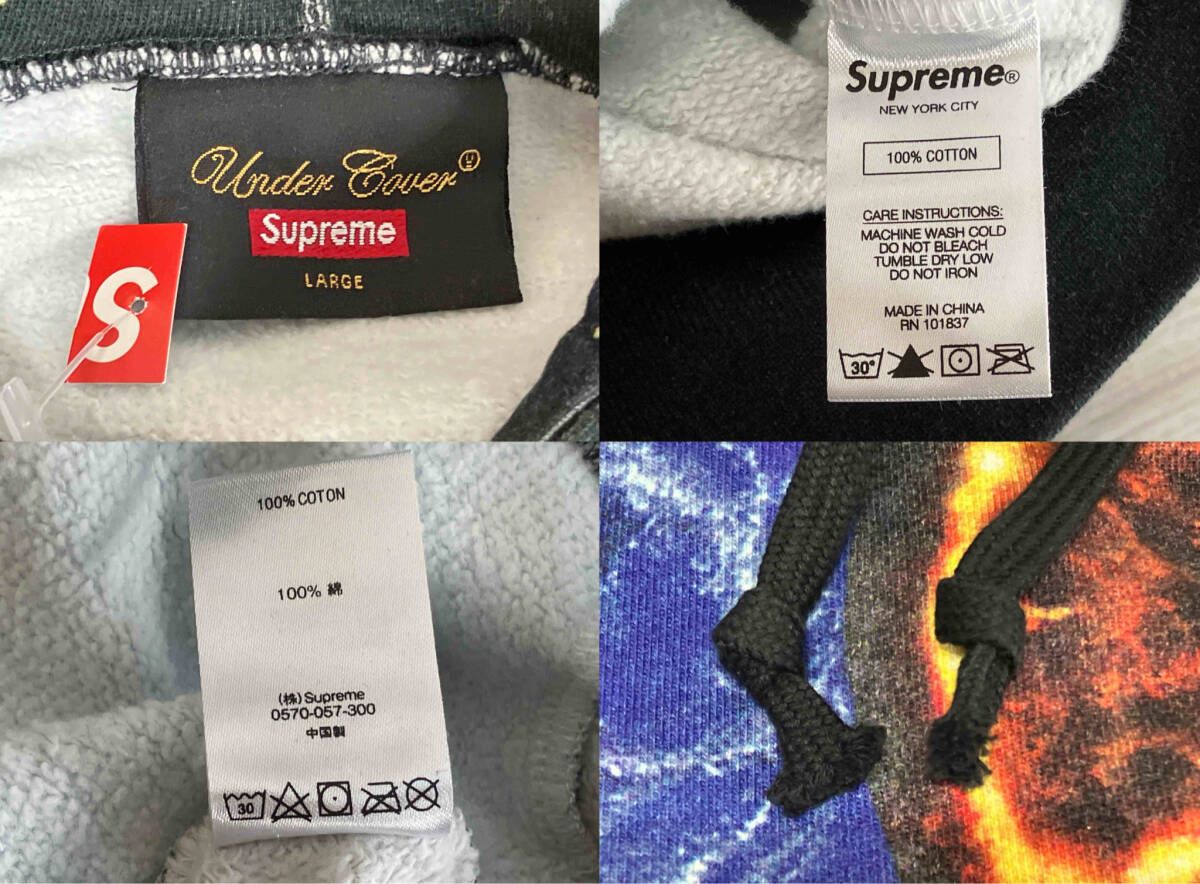 Under Cover
U
Supreme
LARGE
S
Supreme®
NEW YORK CITY
100% COTTON
CARE INSTRUCTIONS:
MACHINE WASH COLD
DO NOT BLEACH
TUMBLE DRY LOW
DO NOT IRON
MADE IN CHINA
RN 101837
30°
100% COTTON
100% 綿
(株) Supreme
0570-057-300
中国製
30